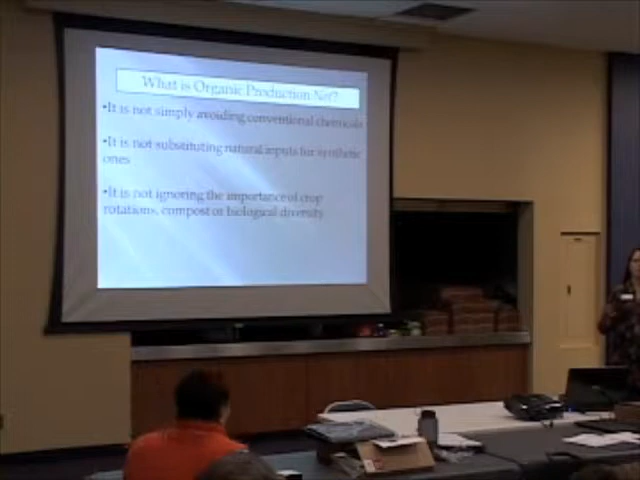 What is Organic Production Not?
•It is not simply avoiding conventional chemicals
•It is not substituting natural inputs for synthetic
ones
•It is not ignoring the importance of crop
rotations, compost or biological diversity